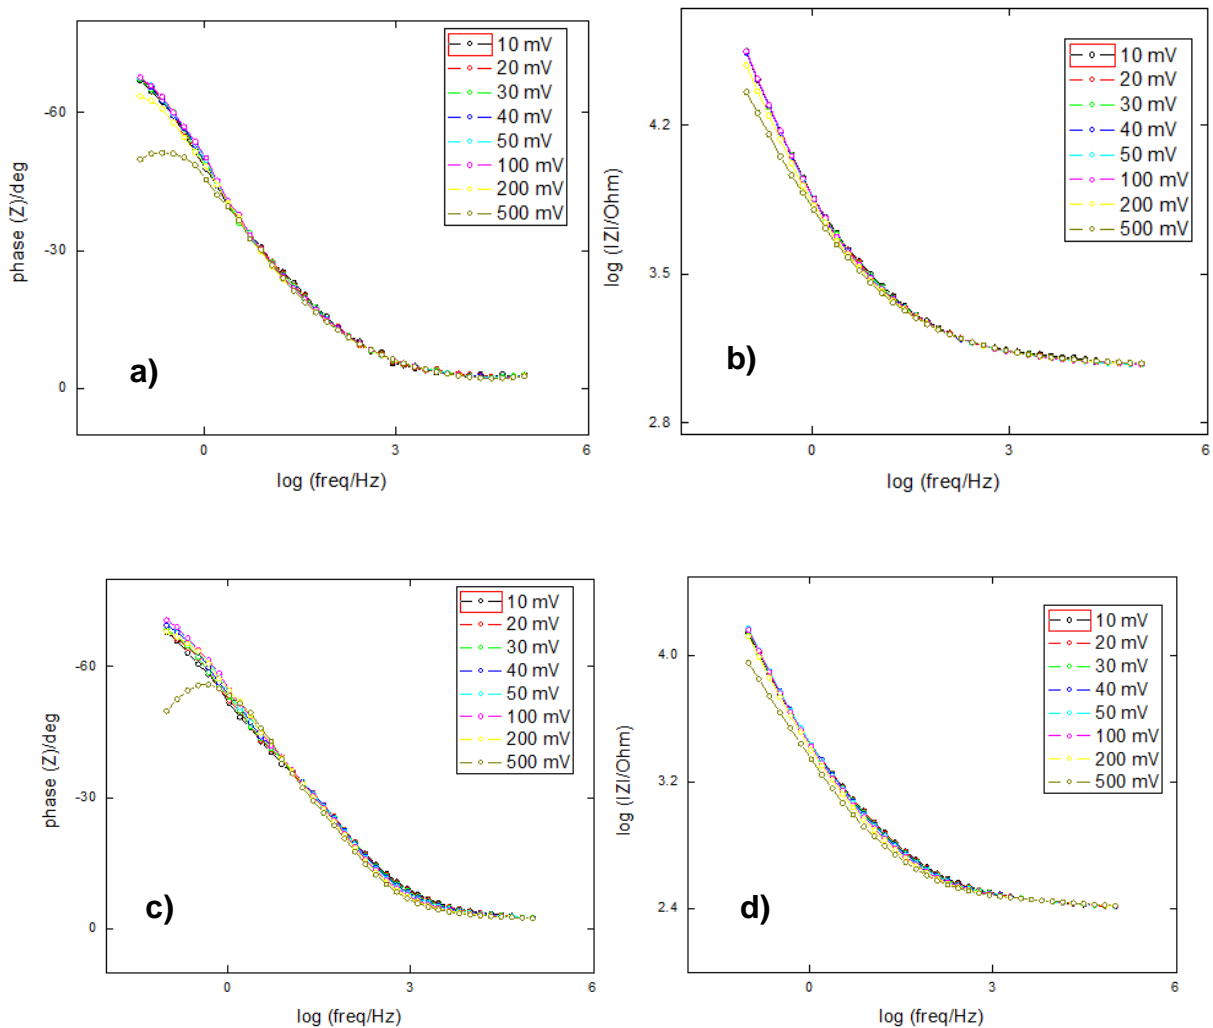 10 mV
20 mV
30 mV
40 mV
50 mV
100 mV
200 mV
500 mV
-60
-30
0
phase (Z)/deg
a)
0
3
6
log (freq/Hz)
10 mV
20 mV
30 mV
40 mV
50 mV
100 mV
200 mV
500 mV
4.2
3.5
2.8
log (IZI/Ohm)
b)
0
3
6
log (freq/Hz)
10 mV
20 mV
30 mV
40 mV
50 mV
100 mV
200 mV
500 mV
-60
-30
0
phase (Z)/deg
c)
0
3
6
log (freq/Hz)
10 mV
20 mV
30 mV
40 mV
50 mV
100 mV
200 mV
500 mV
4.0
3.2
2.4
log (IZI/Ohm)
d)
0
3
6
log (freq/Hz)